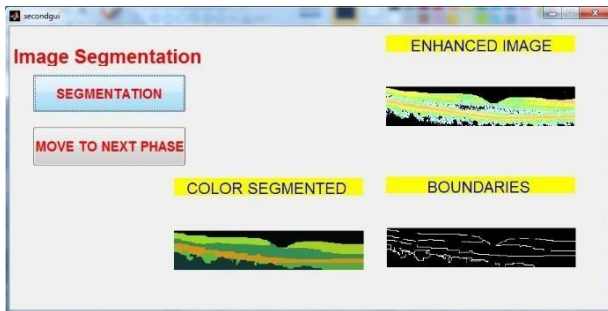 secondgui
Image Segmentation
SEGMENTATION
MOVE TO NEXT PHASE
ENHANCED IMAGE
COLOR SEGMENTED
BOUNDARIES